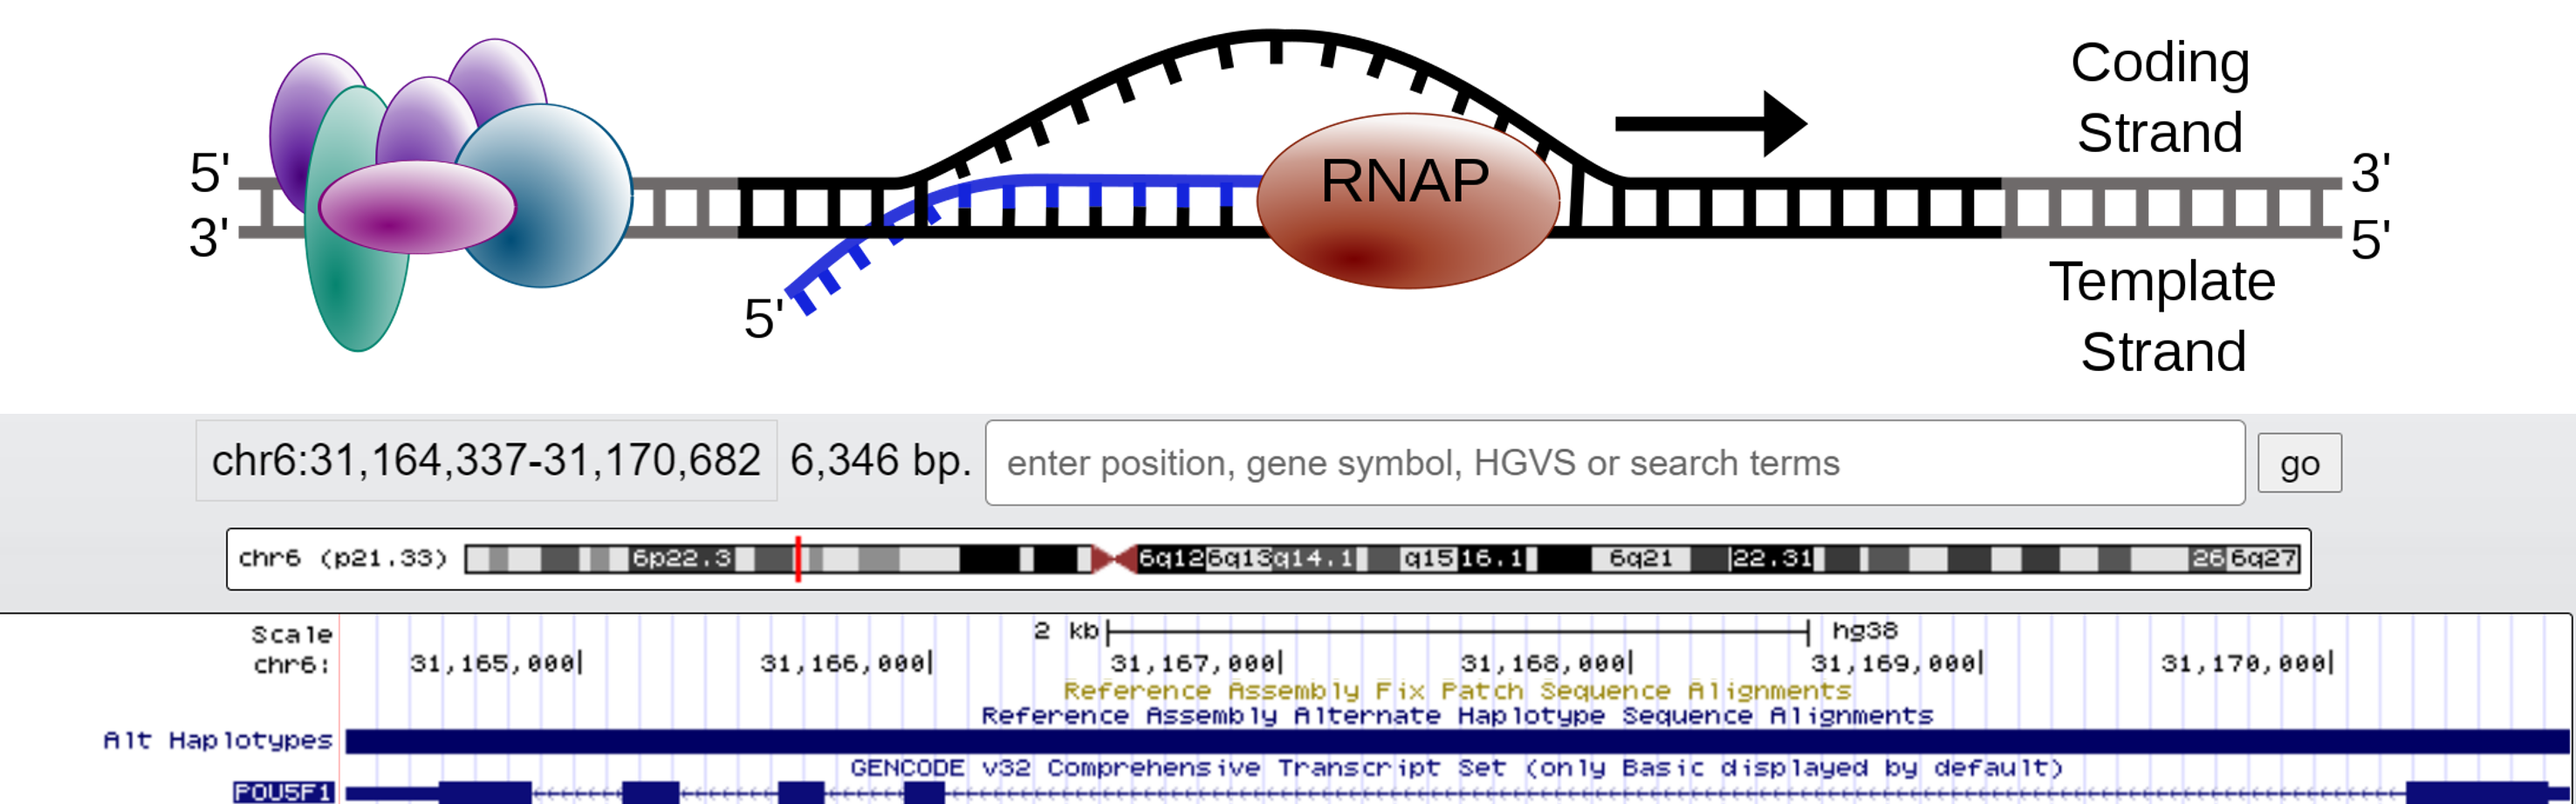 Coding
Strand
5' 3'
RNAP
3' 5'
Template
5'
Strand
chr6:31,164,337-31,170,682 6,346 bp. enter position, gene symbol, HGVS or search terms go
chr6 (p21.33) 6p22.3 6q12 6q13 q14.1 q15 16.1 6q21 22.31 26 6q27
Scale 2 kb hg38
chr6: 31,165,000| 31,166,000| 31,167,000| 31,168,000| 31,169,000| 31,170,000|
Reference Assembly Fix Patch Sequence Alignments
Reference Assembly Alternate Haplotype Sequence Alignments
Alt Haplotypes
GENCODE v32 Comprehensive Transcript Set (only Basic displayed by default)
POU5F1